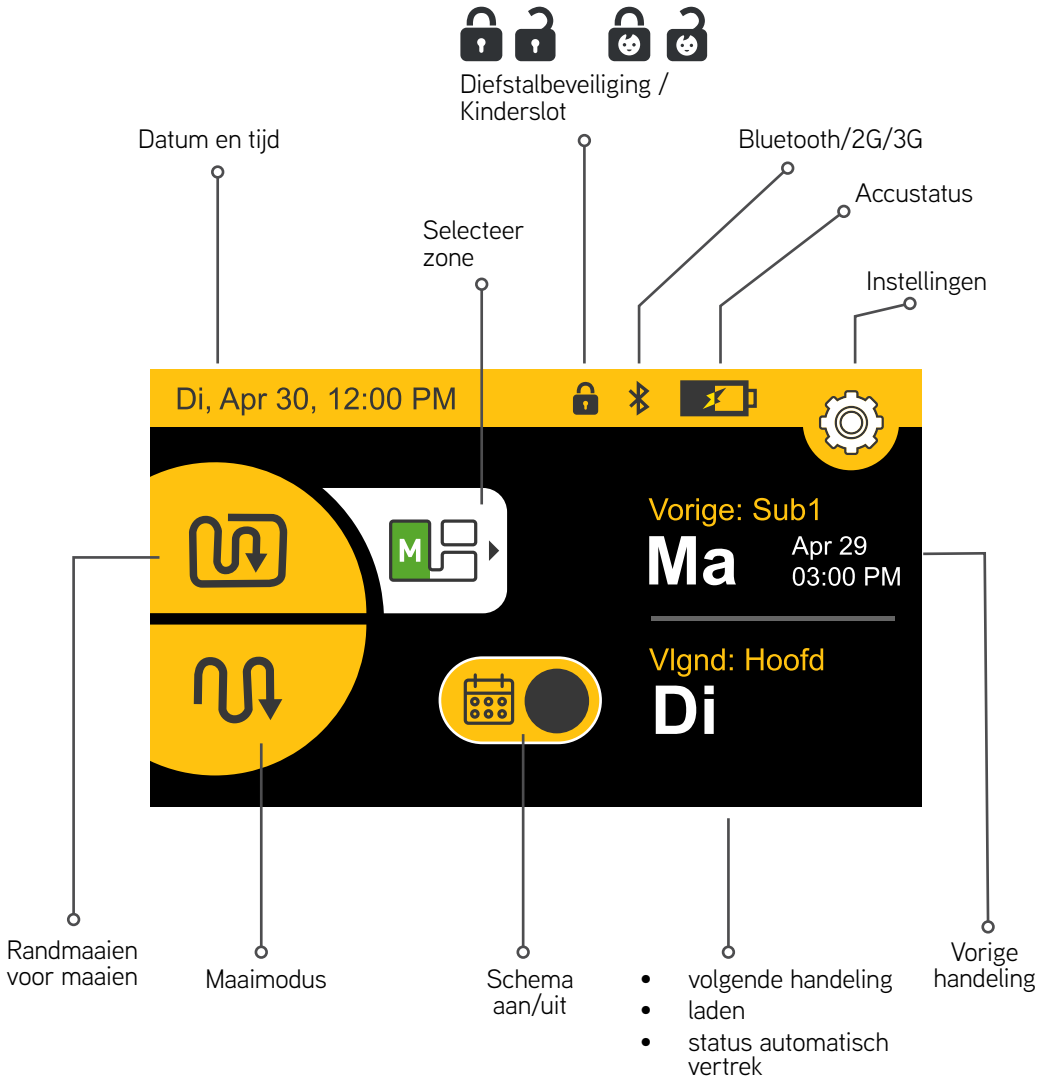 Diefstalbeveiliging /
Kinderslot
Datum en tijd
Bluetooth/2G/3G
Accustatus
Selecteer
zone
Instellingen
Di, Apr 30, 12:00 PM
M
Vorige: Sub1
Ma
Apr 29
03:00 PM
Vlgnd: Hoofd
Di
Randmaaien
voor maaien
Maaimodus
Schema
aan/uit
• volgende handeling
• laden
• status automatisch
vertrek
Vorige
handeling